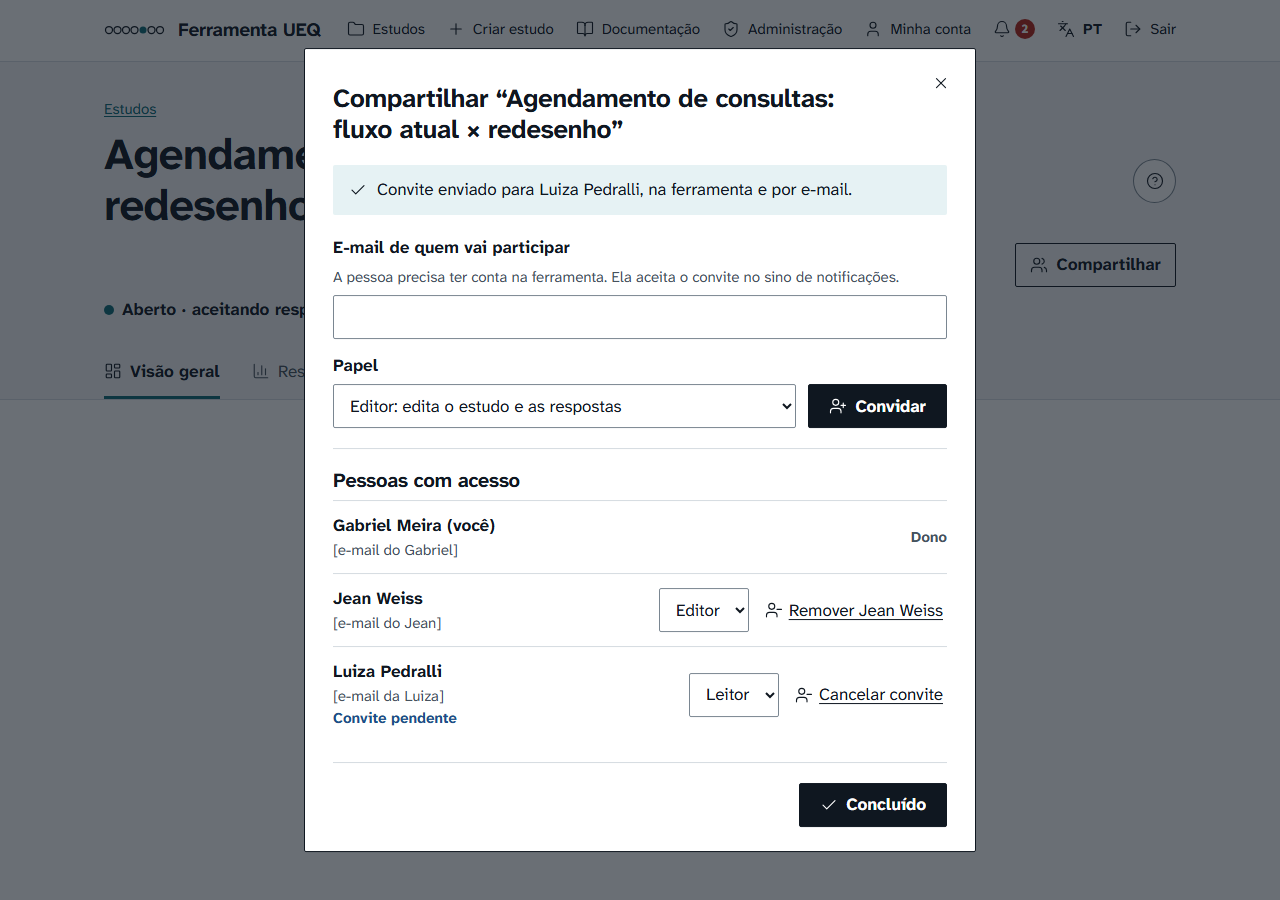 Ferramenta UEQ
Estudos
Criar estudo
Documentação
Administração
Minha conta
2
PT
Sair
Estudos
Agendame
redesenho
Compartilhar
Aberto · aceitando resp
Visão geral
Res
Compartilhar “Agendamento de consultas:
fluxo atual × redesenho”
Convite enviado para Luiza Pedralli, na ferramenta e por e-mail.
E-mail de quem vai participar
A pessoa precisa ter conta na ferramenta. Ela aceita o convite no sino de notificações.
Papel
Editor: edita o estudo e as respostas
Convidar
Pessoas com acesso
Gabriel Meira (você)
[e-mail do Gabriel]
Dono
Jean Weiss
[e-mail do Jean]
Editor
Remover Jean Weiss
Luiza Pedralli
[e-mail da Luiza]
Convite pendente
Leitor
Cancelar convite
Concluído